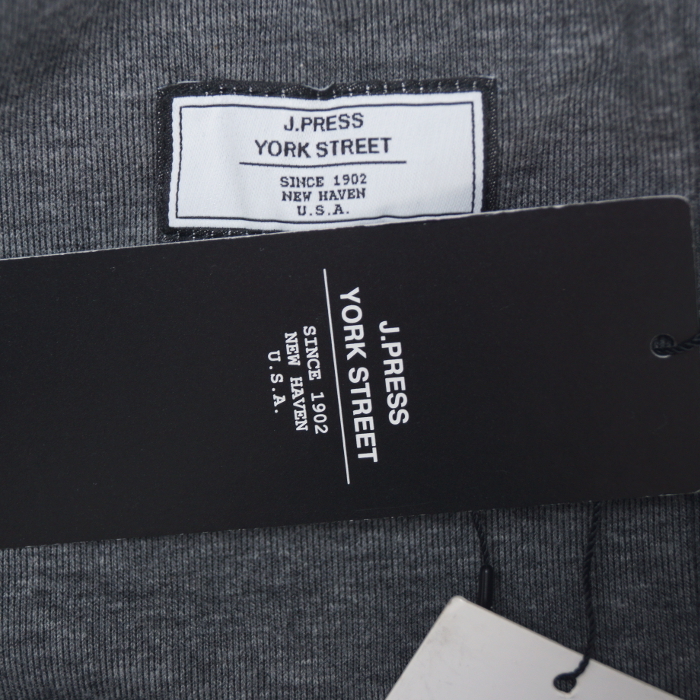 J.PRESS
YORK STREET
SINCE 1902
NEW HAVEN
U.S.A.
J.PRESS
YORK STREET
SINCE 1902
NEW HAVEN
U.S.A.